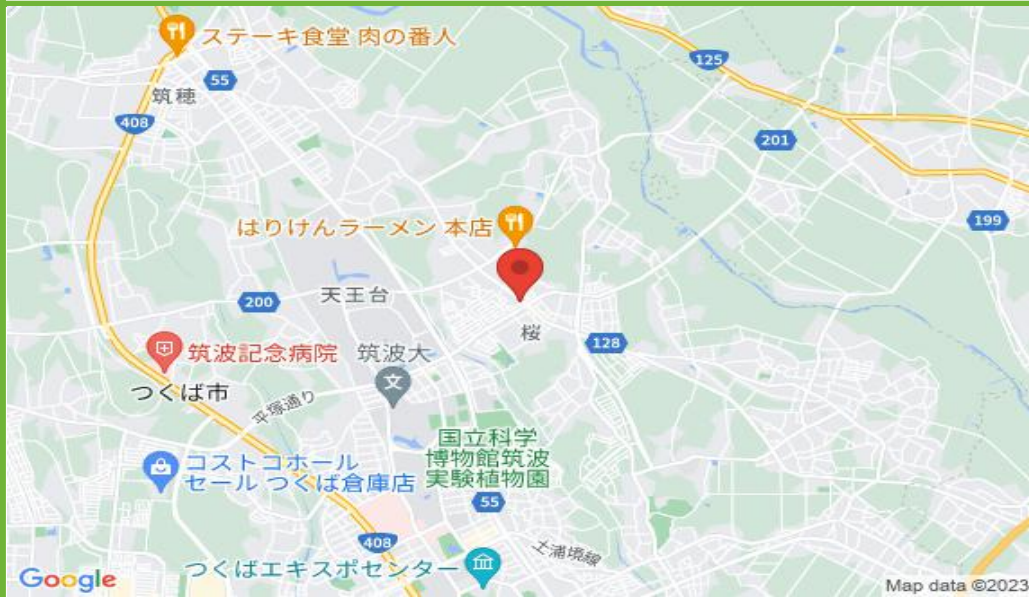 ステーキ食堂 肉の番人
55
筑穂
408
125
201
はりけんラーメン 本店
199
200
天王台
桜
128
筑波記念病院
筑波大
文
つくば市
平塚通り
国立科学
博物館筑波
実験植物園
コストコホール
セール つくば倉庫店
55
408
土浦境線
つくばエキスポセンター
Google
Map data ©2023